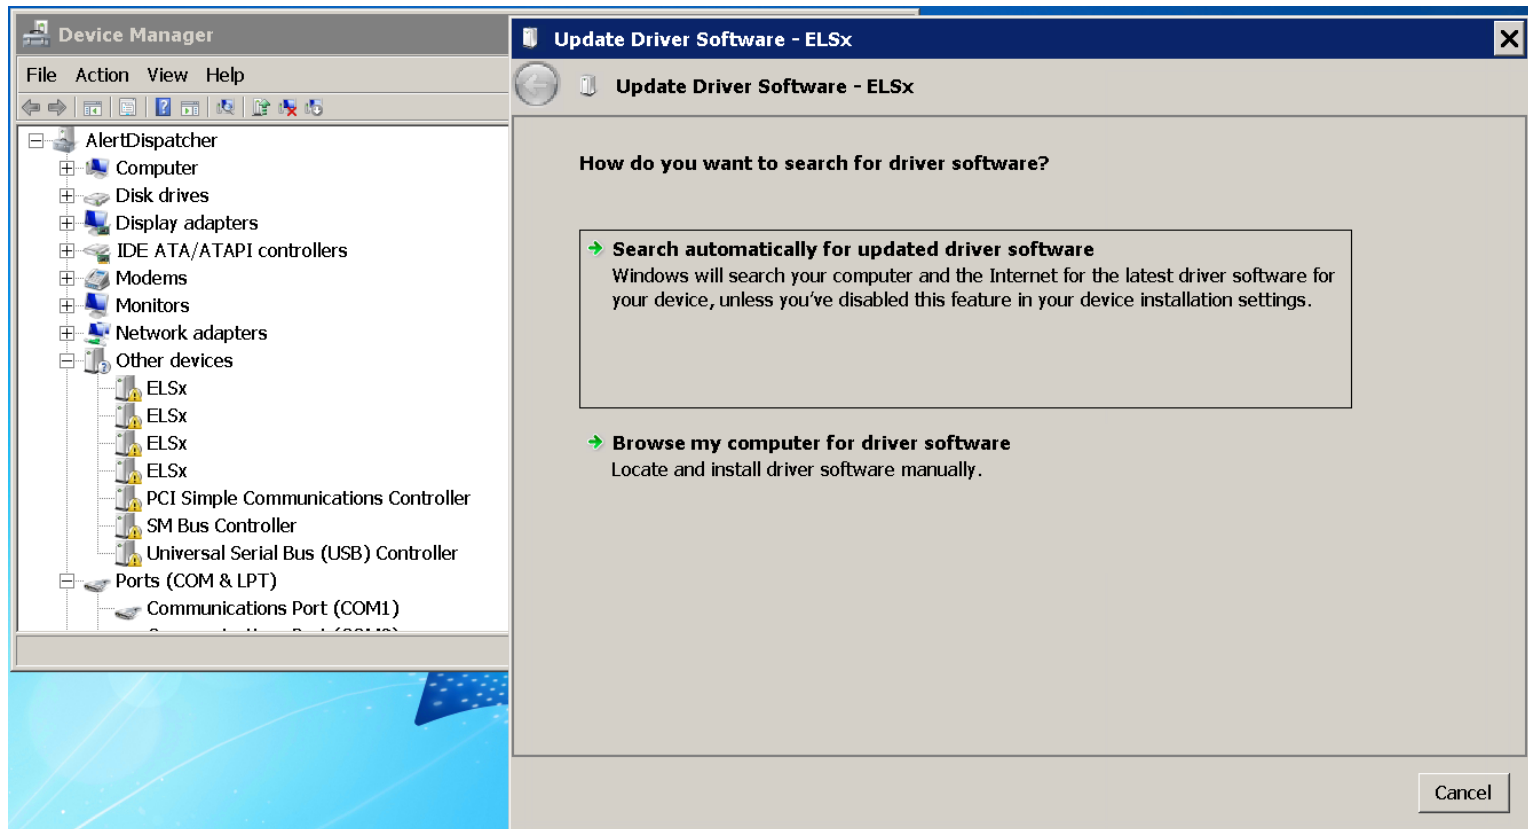 Device Manager
File Action View Help
AlertDispatcher
Computer
Disk drives
Display adapters
IDE ATA/ATAPI controllers
Modems
Monitors
Network adapters
Other devices
ELSx
ELSx
ELSx
ELSx
PCI Simple Communications Controller
SM Bus Controller
Universal Serial Bus (USB) Controller
Ports (COM & LPT)
Communications Port (COM1)
Update Driver Software - ELSx
Update Driver Software - ELSx
How do you want to search for driver software?
Search automatically for updated driver software
Windows will search your computer and the Internet for the latest driver software for
your device, unless you've disabled this feature in your device installation settings.
Browse my computer for driver software
Locate and install driver software manually.
Cancel